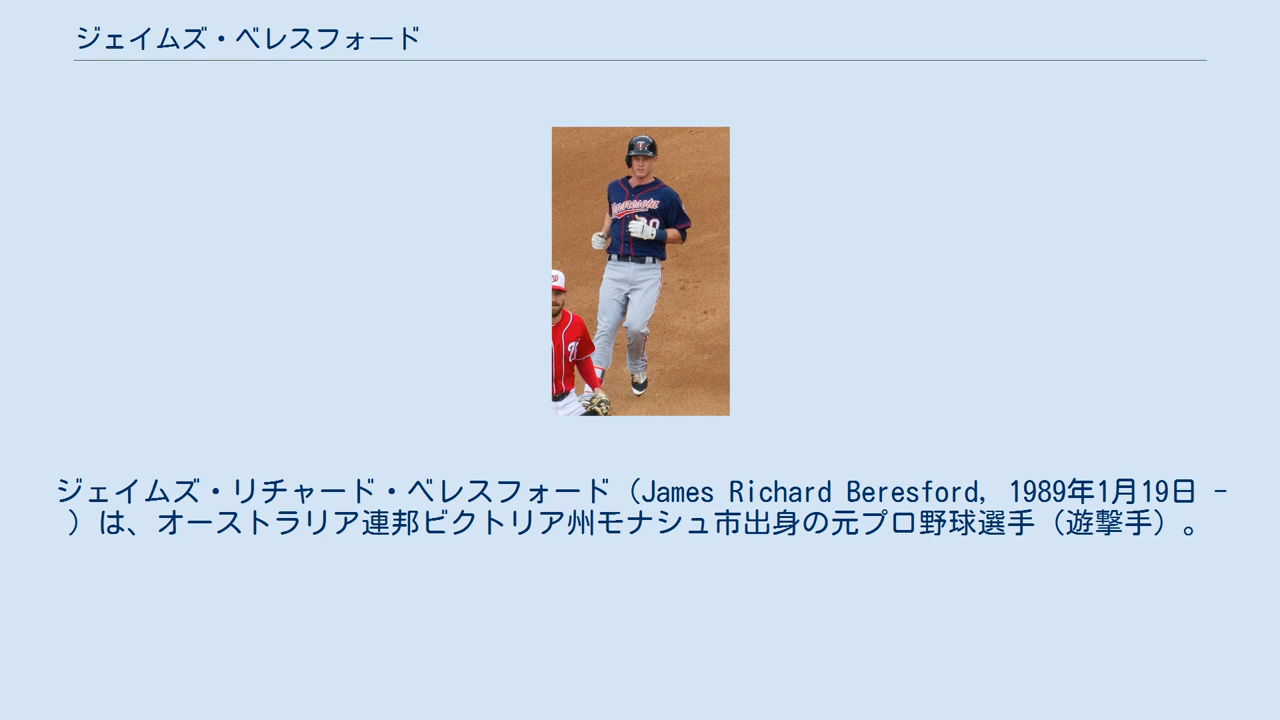 ジェイムズ・ベレスフォード
T
Minnesota
W
ジェイムズ・リチャード・ベレスフォード（James Richard Beresford, 1989年1月19日 -
）は、オーストラリア連邦ビクトリア州モナシュ市出身の元プロ野球選手（遊撃手）。